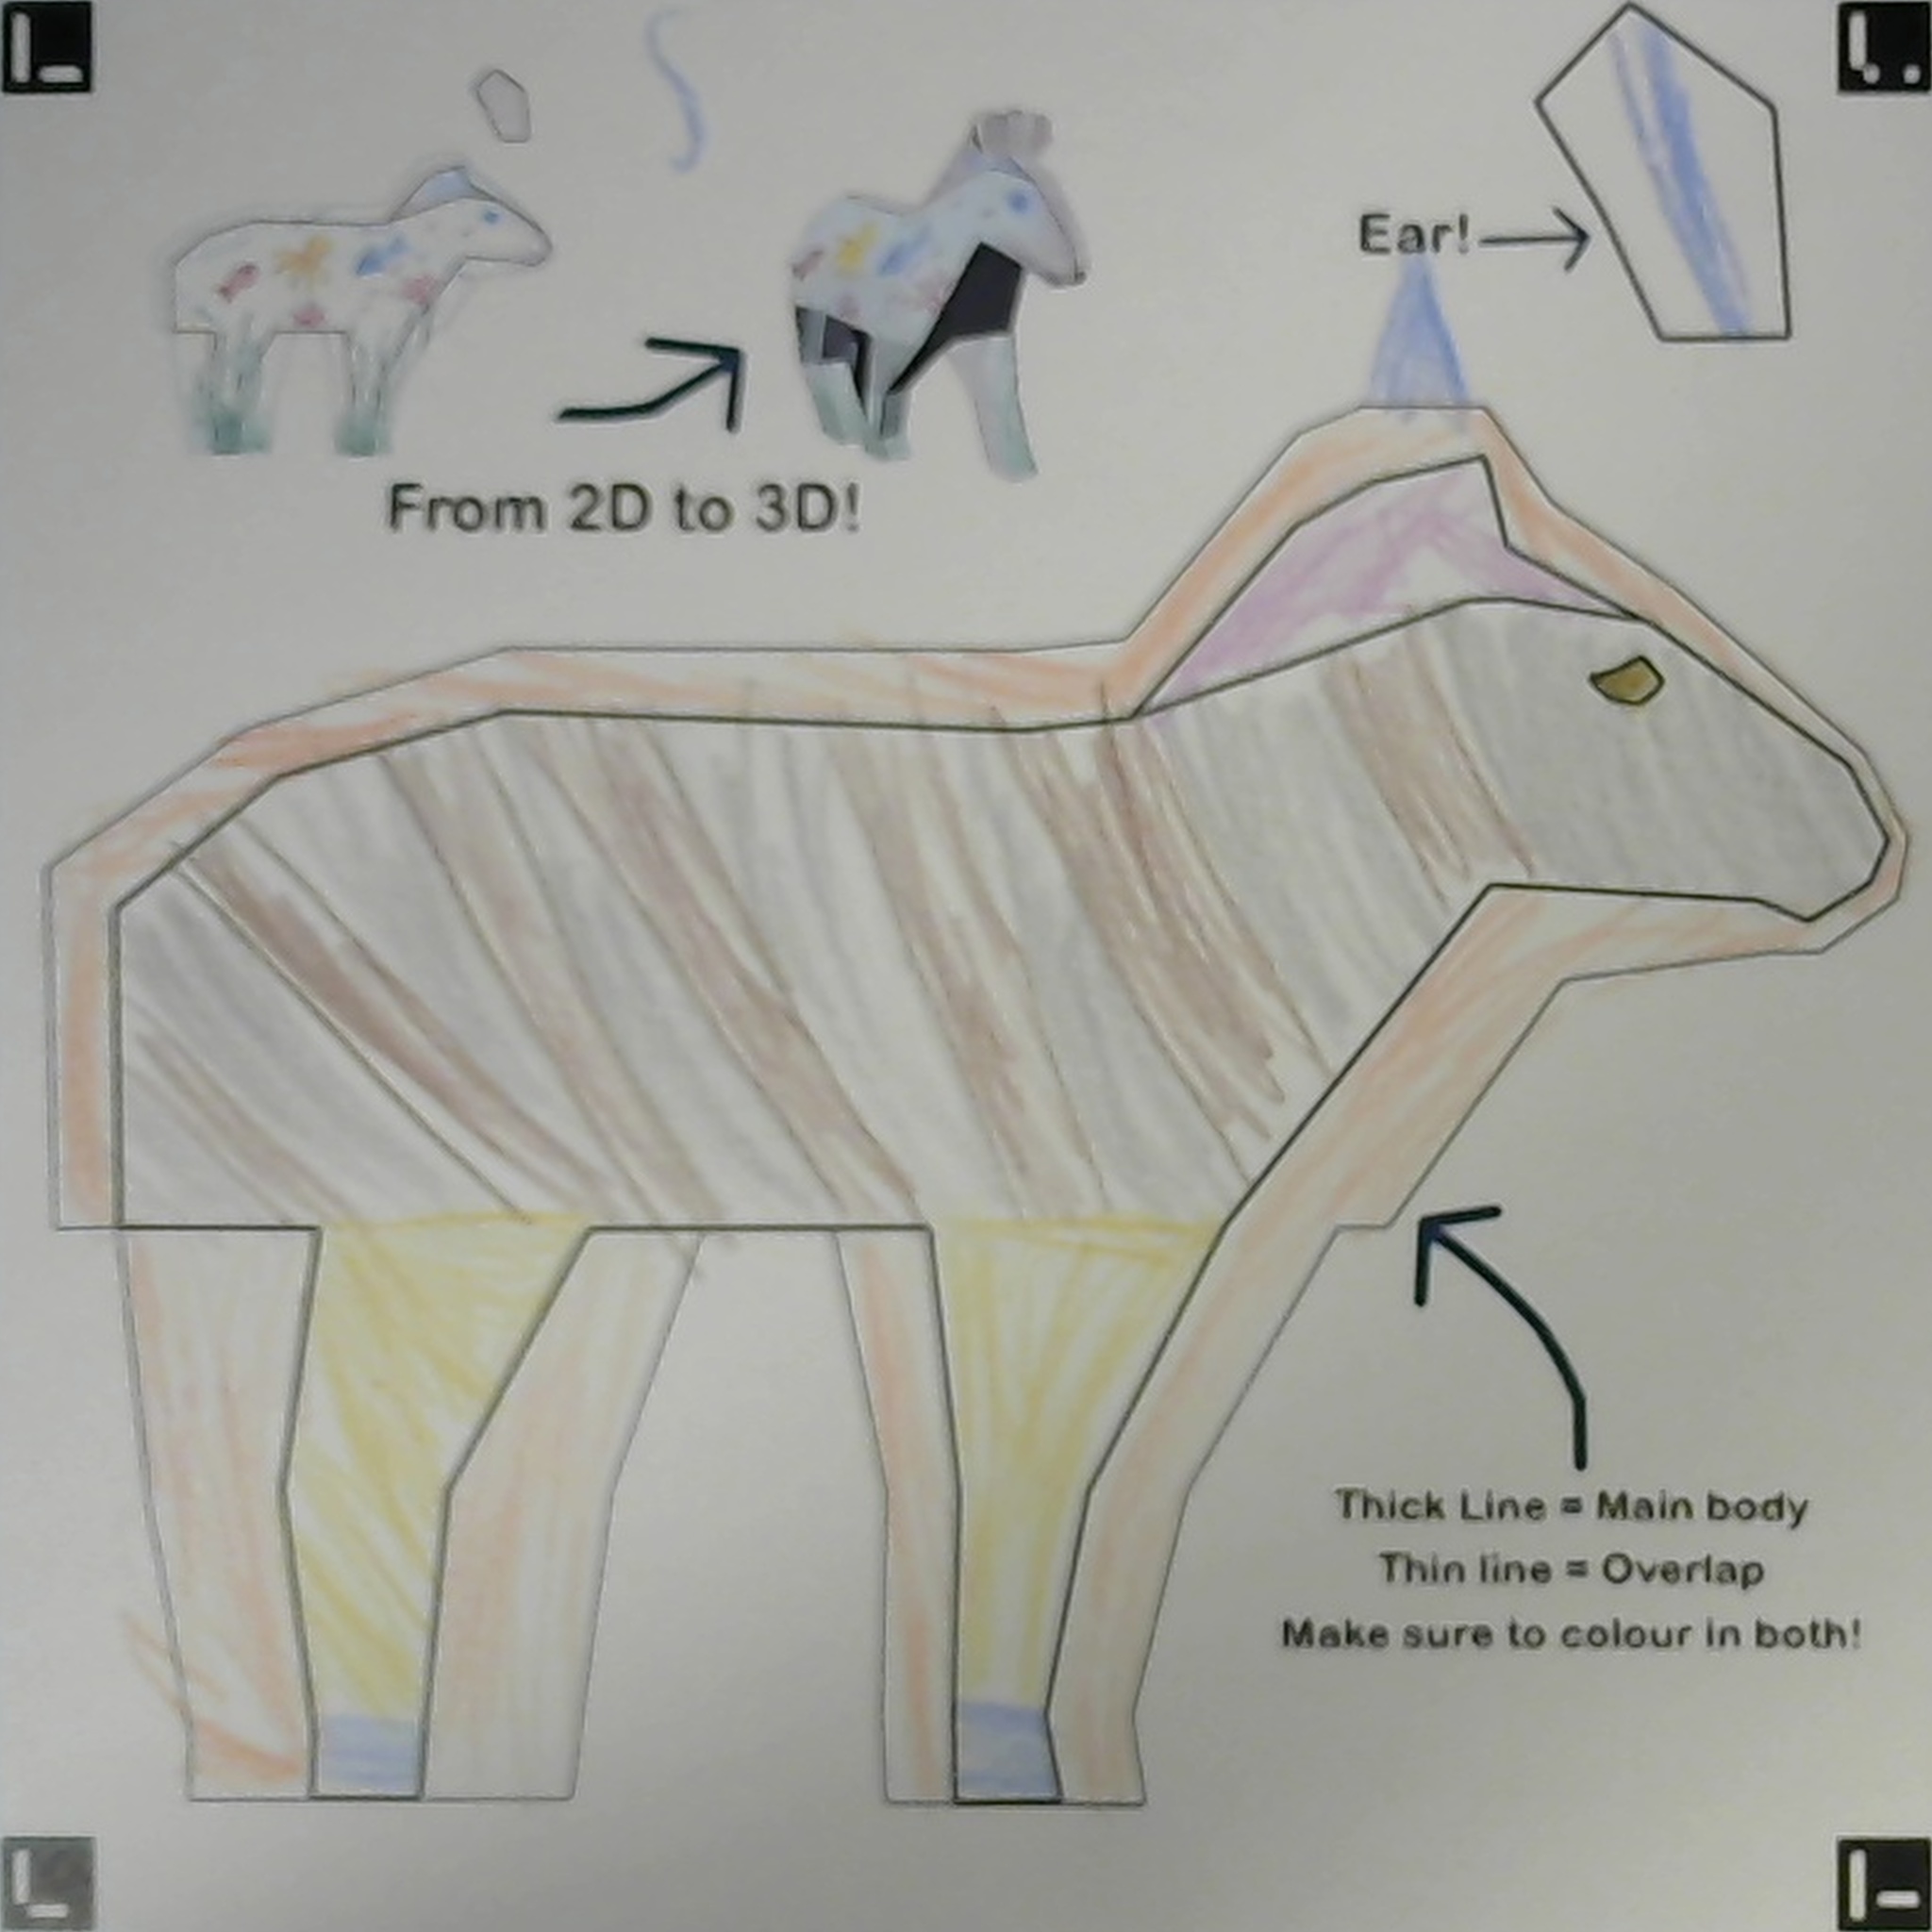 Ear!
From 2D to 3D!
Thick Line = Main body
Thin line = Overlap
Make sure to colour in both!